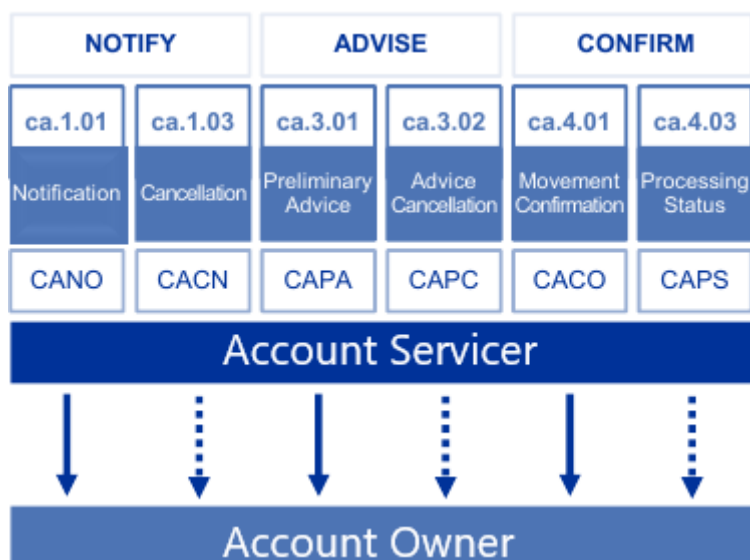 NOTIFY ADVISE CONFIRM
ca.1.01 ca.1.03 ca.3.01 ca.3.02 ca.4.01 ca.4.03
Notification Cancellation Preliminary Advice Movement Processing
Advice Cancellation Confirmation Status
CANO CACN CAPA CAPC CACO CAPS
Account Servicer
Account Owner